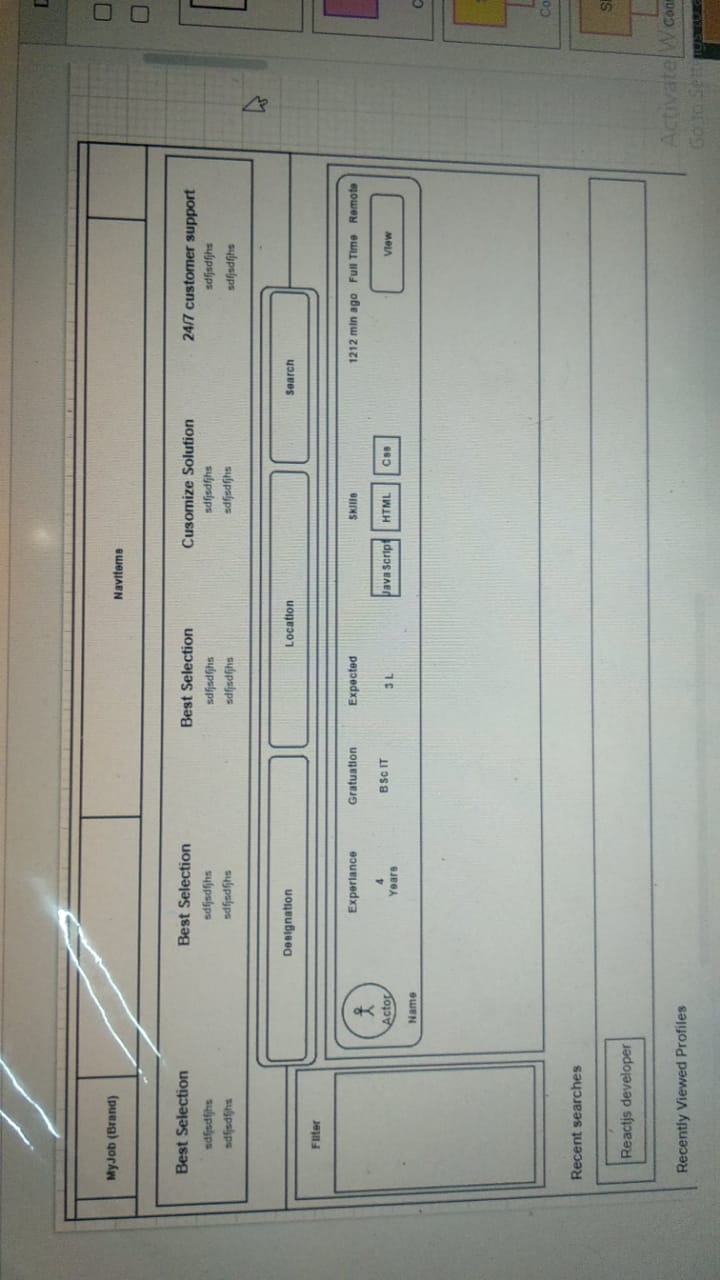 MyJob (Brand)
NavItems
Best Selection
sdfjsdfjhs
sdfjsdfjhs
Best Selection
sdfjsdfjhs
sdfjsdfjhs
Best Selection
sdfjsdfjhs
sdfjsdfjhs
Cusomize Solution
sdfjsdfjhs
sdfjsdfjhs
24/7 customer support
sdfjsdfjhs
sdfjsdfjhs
Designation
Location
Search
Filter
Actor
Name
Experiance
4
Years
Gratuation
BSc IT
Expected
3 L
Skills
JavaScript
HTML
Css
1212 min ago Full Time Remote
View
Recent searches
Reactjs developer
Recently Viewed Profiles
Activate
Go to